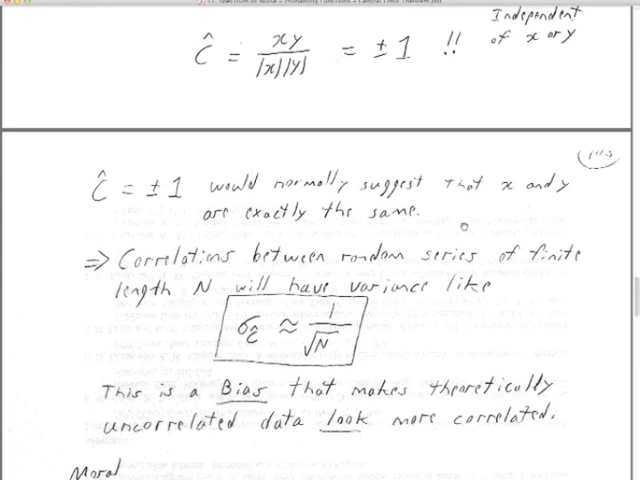 Independent
of x or y
Ĉ = xy / |x||y| = ±1 !!
Ĉ = ±1 would normally suggest that x and y
are exactly the same.
⇒ Correlations between random series of finite
length N will have variance like
σ_ĉ ≈ 1/√N
This is a Bias that makes theoretically
uncorrelated data look more correlated.
Moral